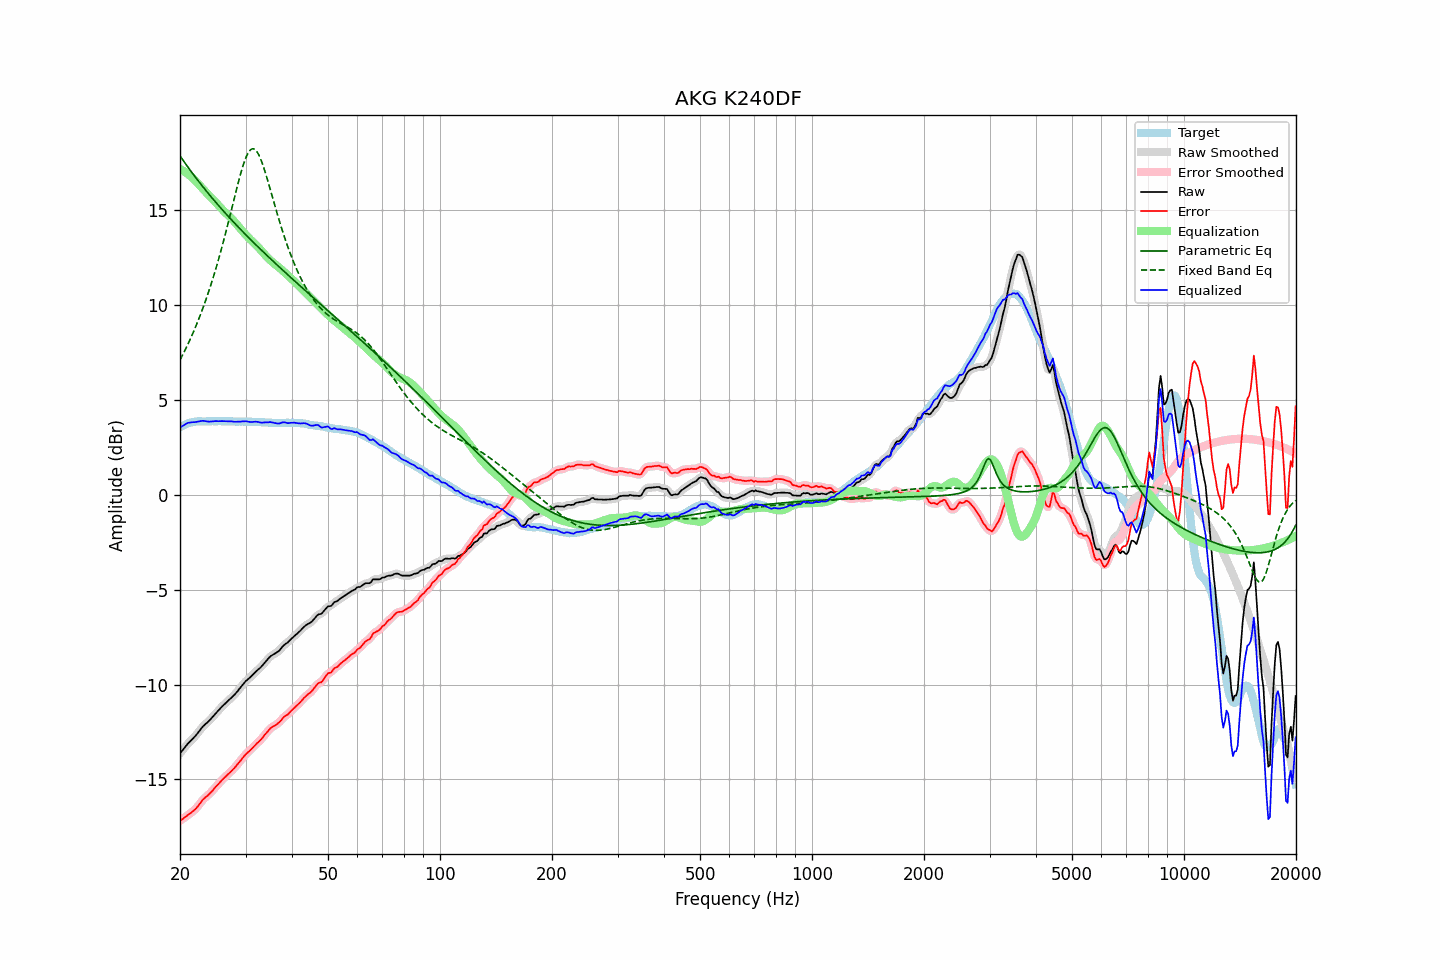 AKG K240DF
Amplitude (dBr)
15
10
5
0
−5
−10
−15
20
50
100
200
500
1000
2000
5000
10000
20000
Frequency (Hz)
Target
Raw Smoothed
Error Smoothed
Raw
Error
Equalization
Parametric Eq
Fixed Band Eq
Equalized